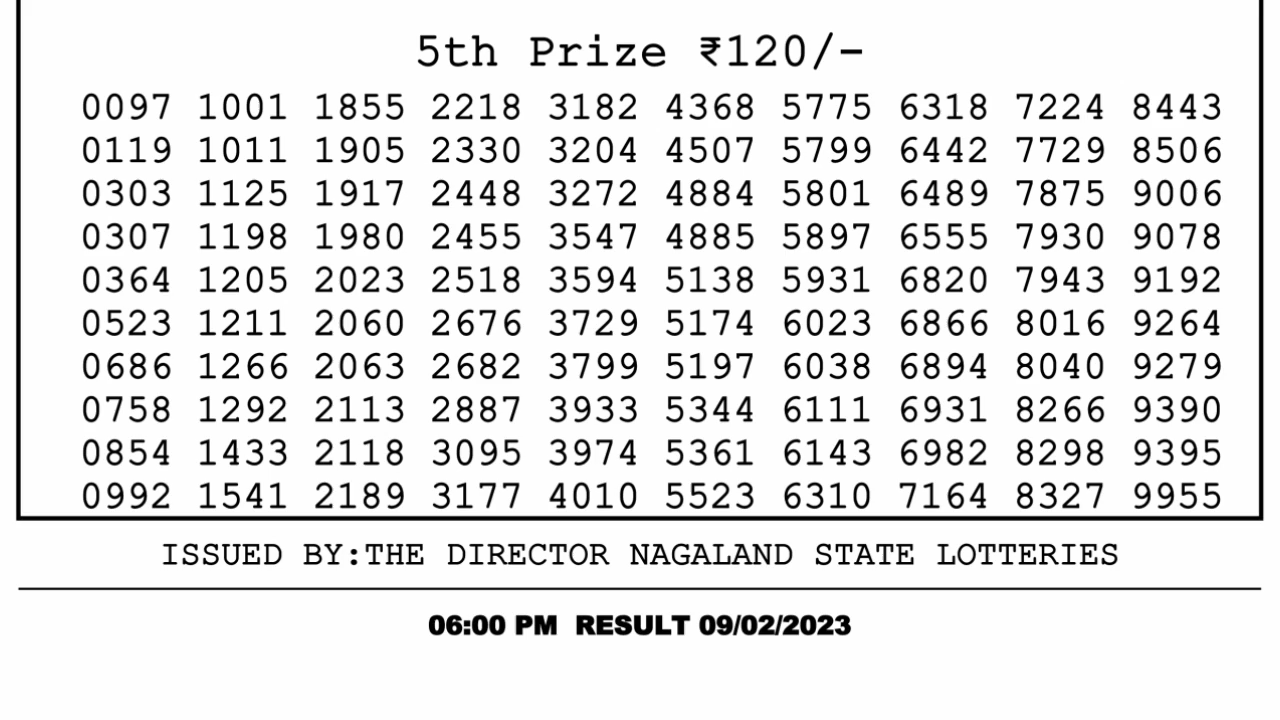 5th Prize ₹120/-
0097 1001 1855 2218 3182 4368 5775 6318 7224 8443
0119 1011 1905 2330 3204 4507 5799 6442 7729 8506
0303 1125 1917 2448 3272 4884 5801 6489 7875 9006
0307 1198 1980 2455 3547 4885 5897 6555 7930 9078
0364 1205 2023 2518 3594 5138 5931 6820 7943 9192
0523 1211 2060 2676 3729 5174 6023 6866 8016 9264
0686 1266 2063 2682 3799 5197 6038 6894 8040 9279
0758 1292 2113 2887 3933 5344 6111 6931 8266 9390
0854 1433 2118 3095 3974 5361 6143 6982 8298 9395
0992 1541 2189 3177 4010 5523 6310 7164 8327 9955
ISSUED BY:THE DIRECTOR NAGALAND STATE LOTTERIES
06:00 PM RESULT 09/02/2023